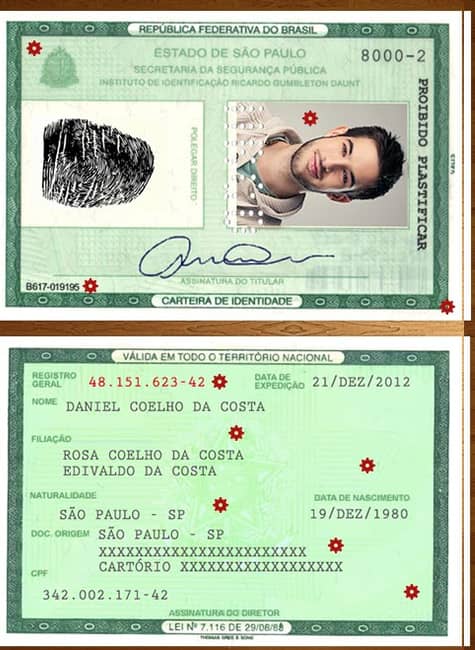 REPÚBLICA FEDERATIVA DO BRASIL
ESTADO DE SÃO PAULO
8000-2
SECRETARIA DA SEGURANÇA PÚBLICA
INSTITUTO DE IDENTIFICAÇÃO RICARDO GUMBLETON DAUNT
POLEGAR DIREITO
PROIBIDO PLASTIFICAR
B617-019195
ASSINATURA DO TITULAR
CARTEIRA DE IDENTIDADE
VÁLIDA EM TODO O TERRITÓRIO NACIONAL
REGISTRO GERAL 48.151.623-42 DATA DE EXPEDIÇÃO 21/DEZ/2012
NOME DANIEL COELHO DA COSTA
FILIAÇÃO
ROSA COELHO DA COSTA
EDIVALDO DA COSTA
NATURALIDADE DATA DE NASCIMENTO
SÃO PAULO - SP 19/DEZ/1980
DOC. ORIGEM SÃO PAULO - SP
XXXXXXXXXXXXXXXXXXXXXXX
CARTÓRIO XXXXXXXXXXXXXXXXXX
CPF
342.002.171-42
ASSINATURA DO DIRETOR
LEI Nº 7.116 DE 29/08/83
THOMAS GREG E SONS